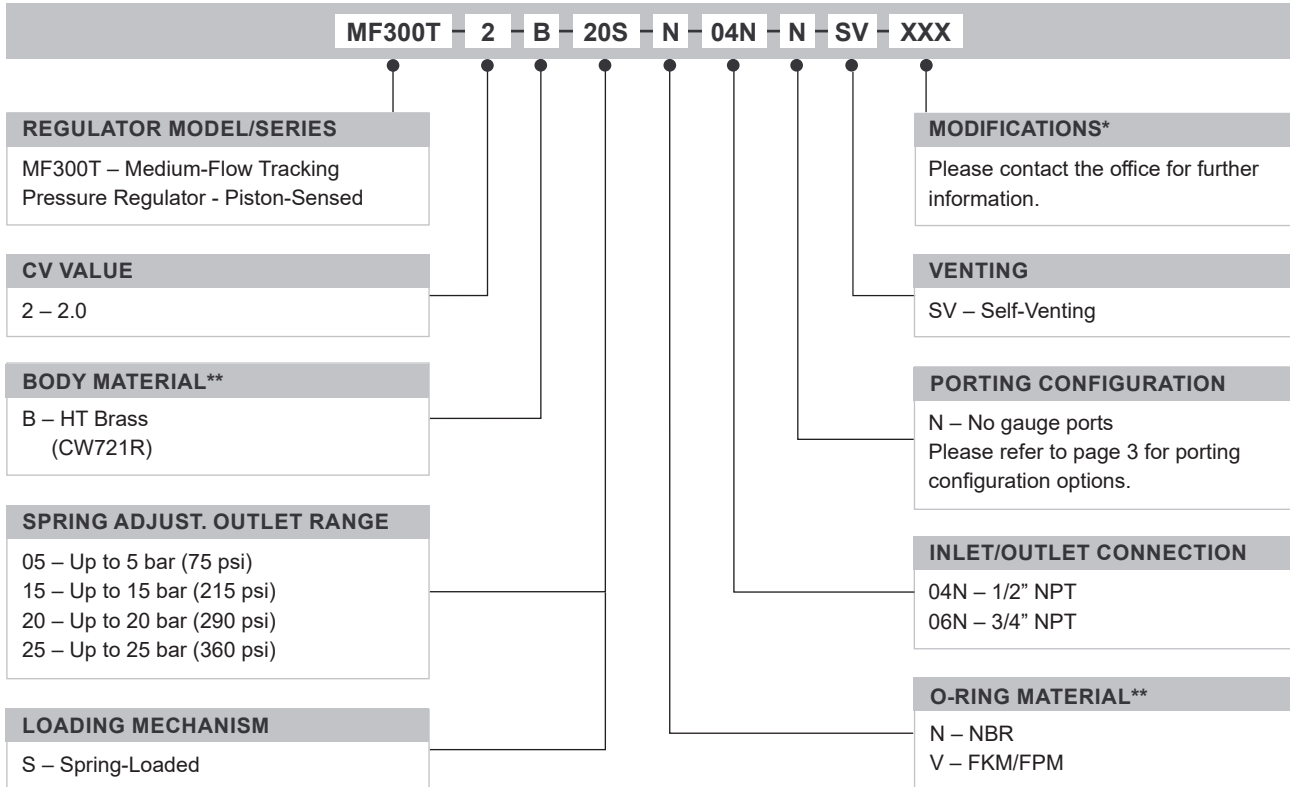 MF300T - 2 - B - 20S - N - 04N - N - SV - XXX
REGULATOR MODEL/SERIES
MF300T – Medium-Flow Tracking
Pressure Regulator - Piston-Sensed
CV VALUE
2 – 2.0
BODY MATERIAL**
B – HT Brass
(CW721R)
SPRING ADJUST. OUTLET RANGE
05 – Up to 5 bar (75 psi)
15 – Up to 15 bar (215 psi)
20 – Up to 20 bar (290 psi)
25 – Up to 25 bar (360 psi)
LOADING MECHANISM
S – Spring-Loaded
MODIFICATIONS*
Please contact the office for further
information.
VENTING
SV – Self-Venting
PORTING CONFIGURATION
N – No gauge ports
Please refer to page 3 for porting
configuration options.
INLET/OUTLET CONNECTION
04N – 1/2” NPT
06N – 3/4” NPT
O-RING MATERIAL**
N – NBR
V – FKM/FPM